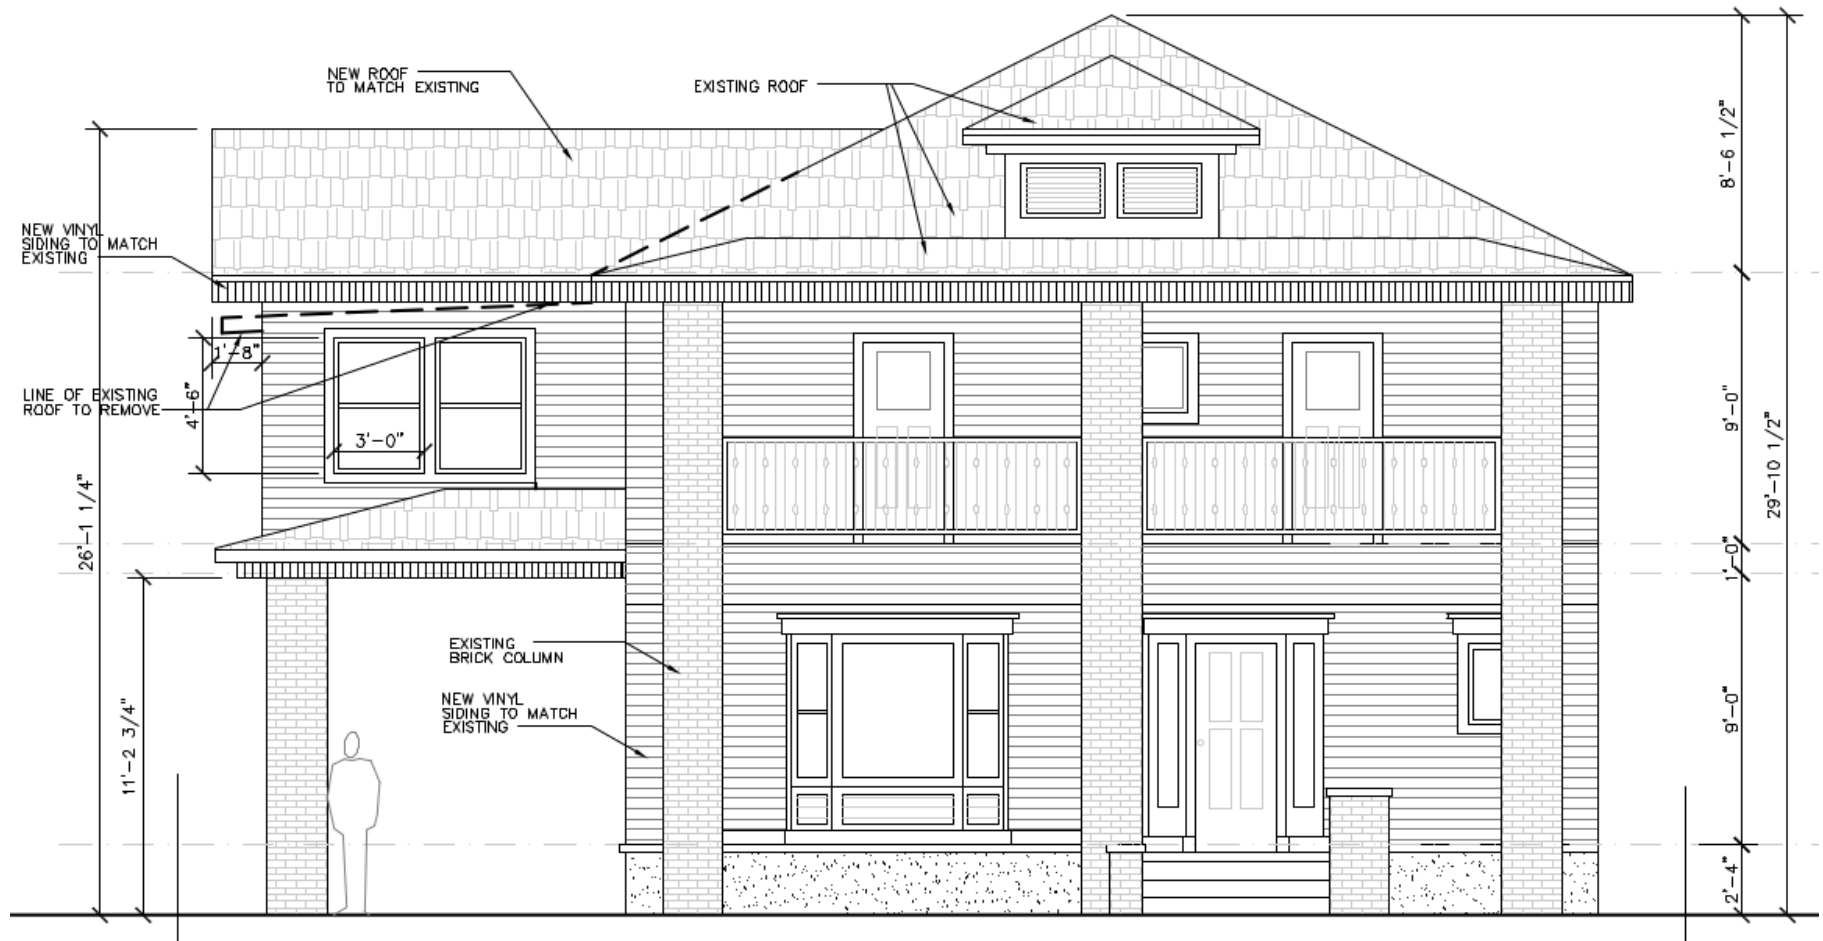 NEW ROOF
TO MATCH EXISTING
EXISTING ROOF
8'-6 1/2"
NEW VINYL
SIDING TO MATCH
EXISTING
1'-8"
LINE OF EXISTING
ROOF TO REMOVE
4'-6"
3'-0"
9'-0"
29'-10 1/2"
26'-1 1/4"
1'-0"
EXISTING
BRICK COLUMN
NEW VINYL
SIDING TO MATCH
EXISTING
11'-2 3/4"
9'-0"
2'-4"